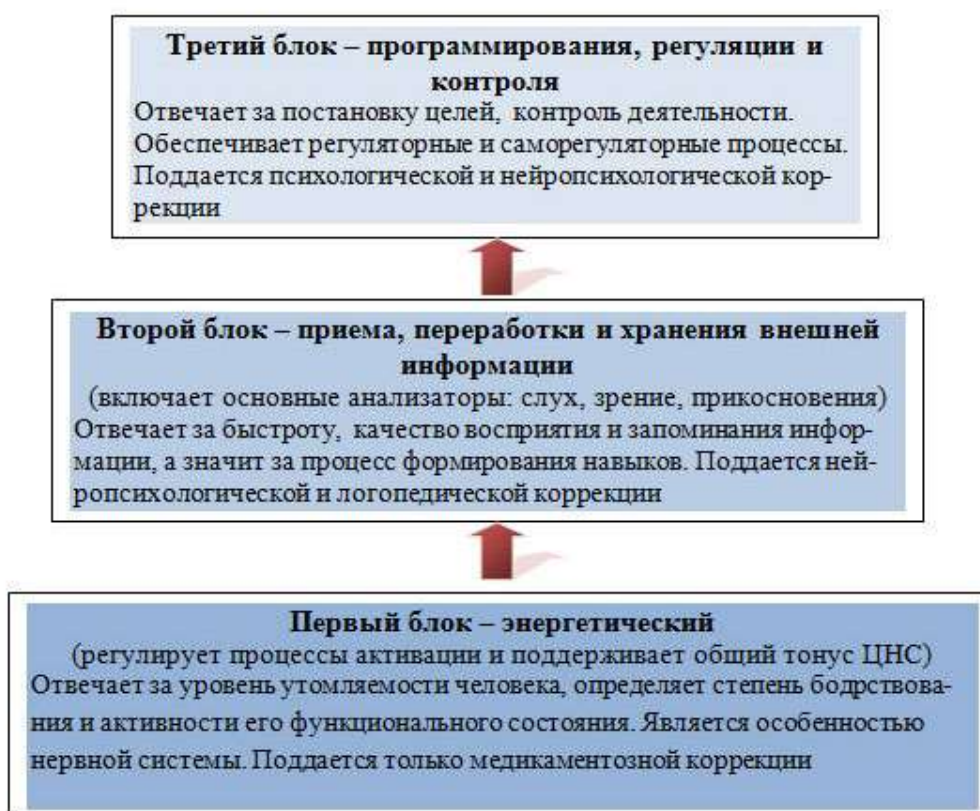 Третий блок – программирования, регуляции и
контроля
Отвечает за постановку целей, контроль деятельности.
Обеспечивает регуляторные и саморегуляторные процессы.
Поддается психологической и нейропсихологической кор-
рекции
Второй блок – приема, переработки и хранения внешней
информации
(включает основные анализаторы: слух, зрение, прикосновения)
Отвечает за быстроту, качество восприятия и запоминания инфор-
мации, а значит за процесс формирования навыков. Поддается ней-
ропсихологической и логопедической коррекции
Первый блок – энергетический
(регулирует процессы активации и поддерживает общий тонус ЦНС)
Отвечает за уровень утомляемости человека, определяет степень бодрствова-
ния и активности его функционального состояния. Является особенностью
нервной системы. Поддается только медикаментозной коррекции